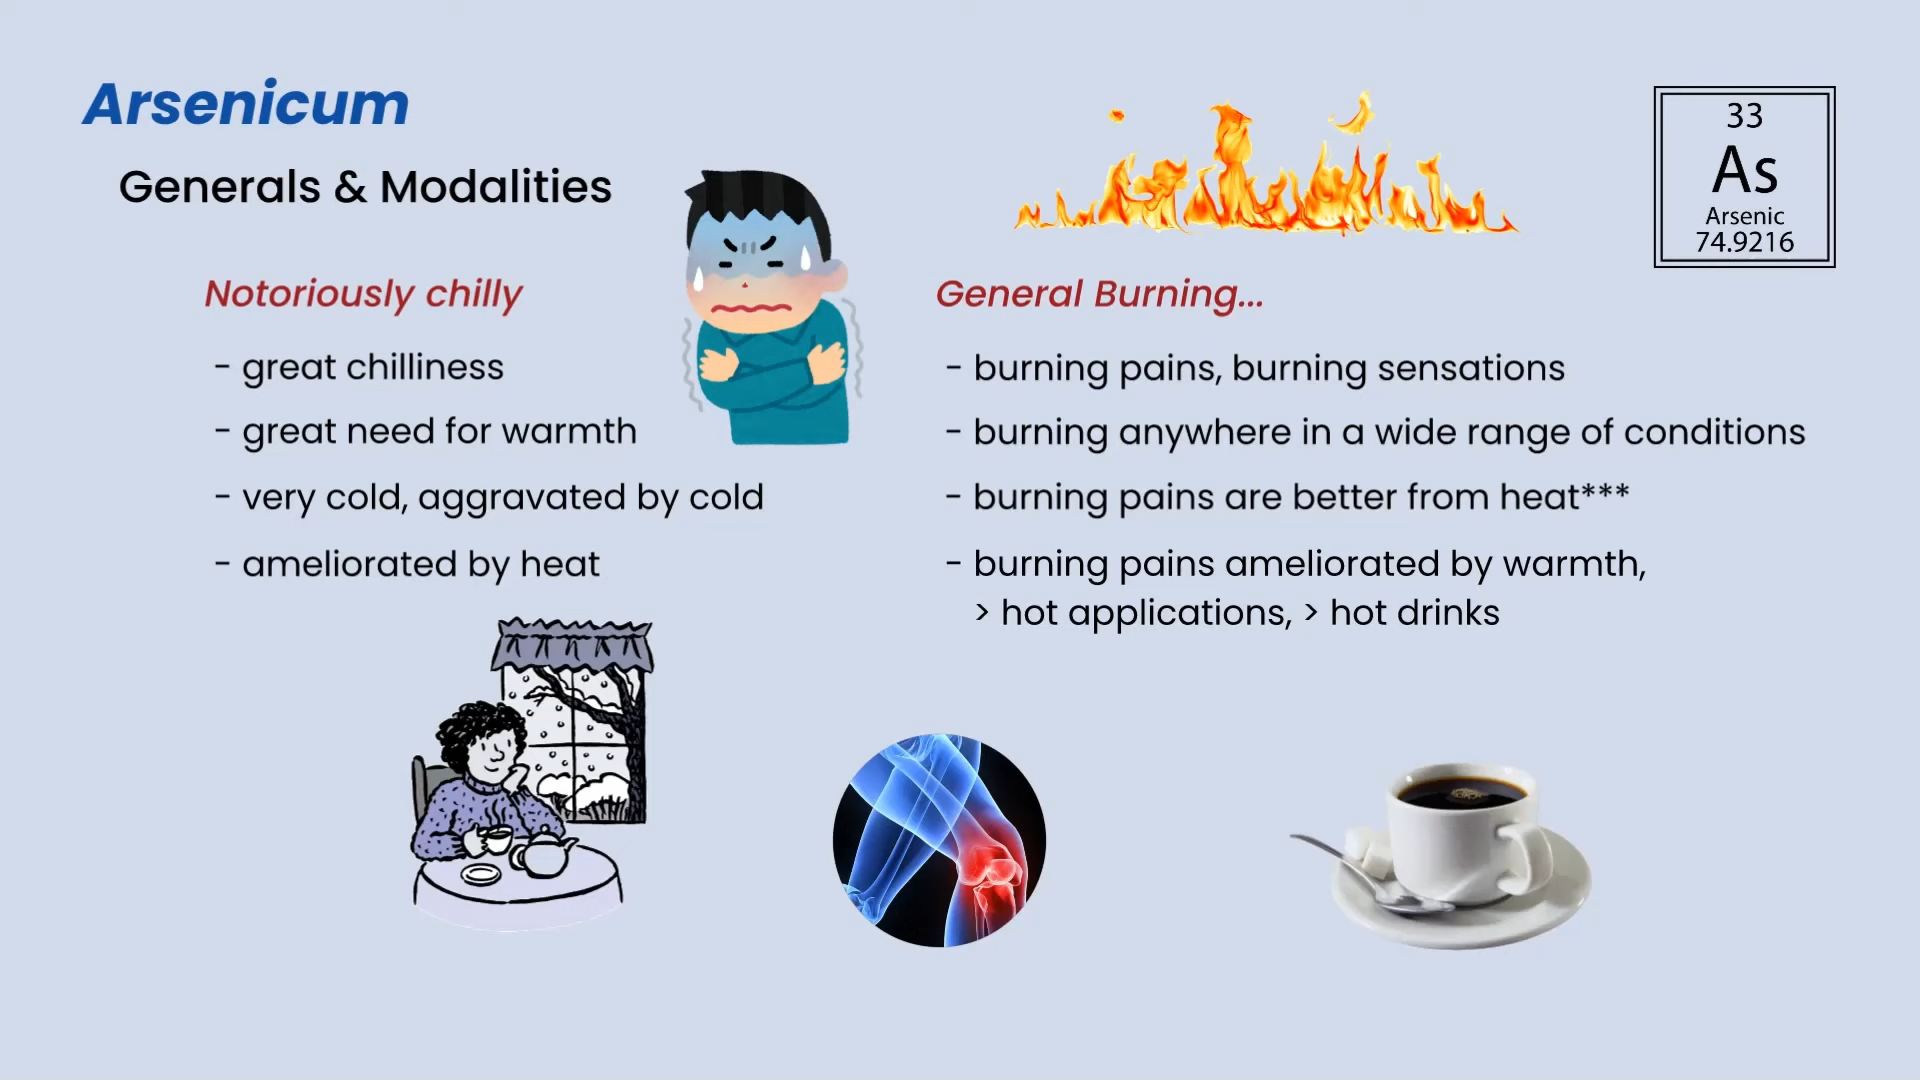 Arsenicum
Generals & Modalities
33
As
Arsenic
74.9216
Notoriously chilly
- great chilliness
- great need for warmth
- very cold, aggravated by cold
- ameliorated by heat
General Burning...
- burning pains, burning sensations
- burning anywhere in a wide range of conditions
- burning pains are better from heat***
- burning pains ameliorated by warmth,
> hot applications, > hot drinks